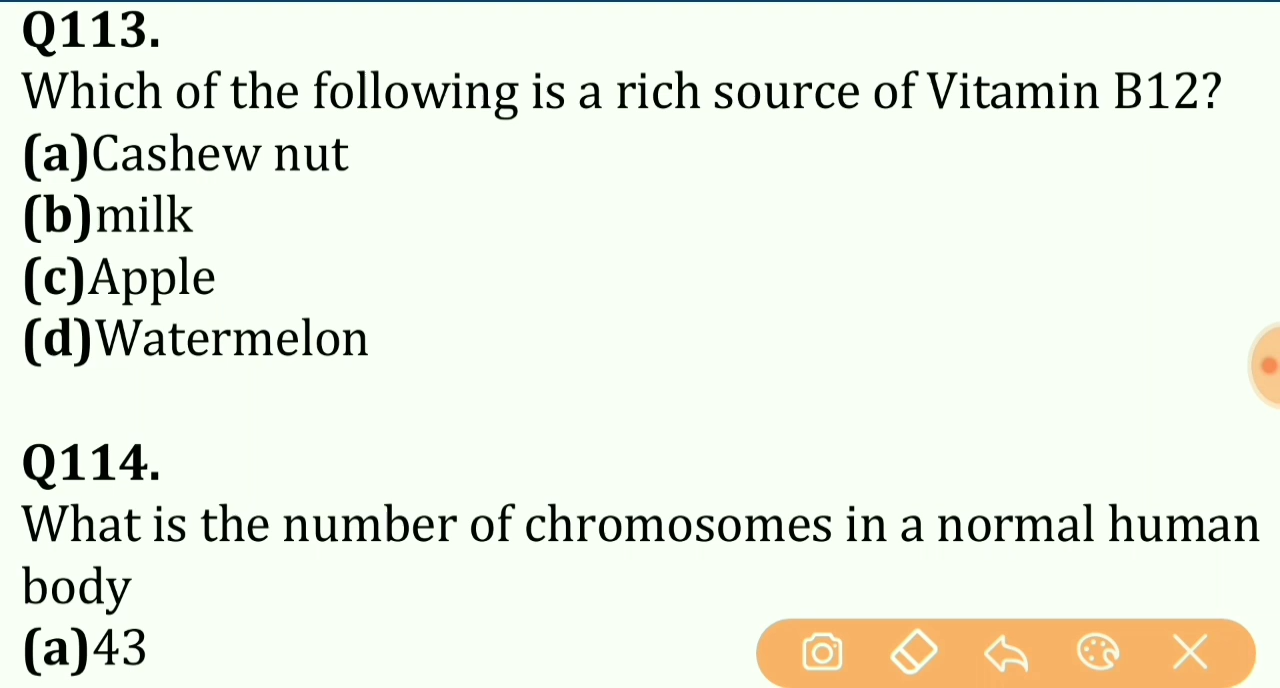 Q113.
Which of the following is a rich source of Vitamin B12?
(a)Cashew nut
(b)milk
(c)Apple
(d)Watermelon
Q114.
What is the number of chromosomes in a normal human
body
(a)43